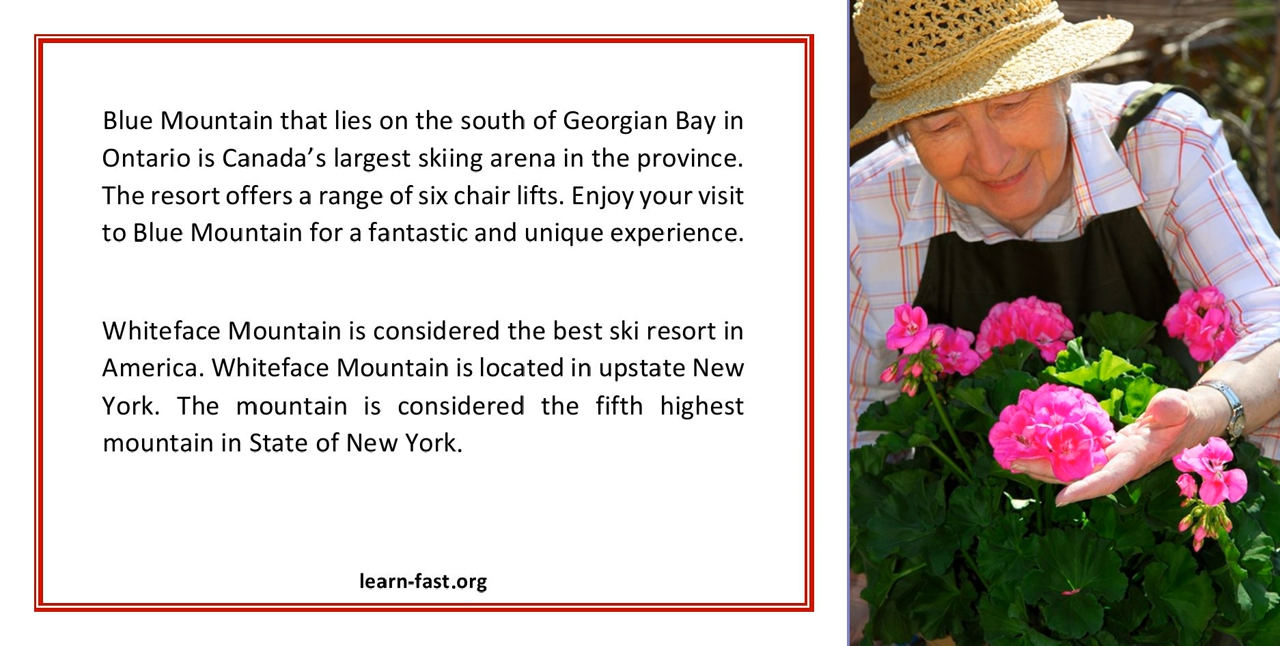 Blue Mountain that lies on the south of Georgian Bay in
Ontario is Canada’s largest skiing arena in the province.
The resort offers a range of six chair lifts. Enjoy your visit
to Blue Mountain for a fantastic and unique experience.
Whiteface Mountain is considered the best ski resort in
America. Whiteface Mountain is located in upstate New
York. The mountain is considered the fifth highest
mountain in State of New York.
learn-fast.org